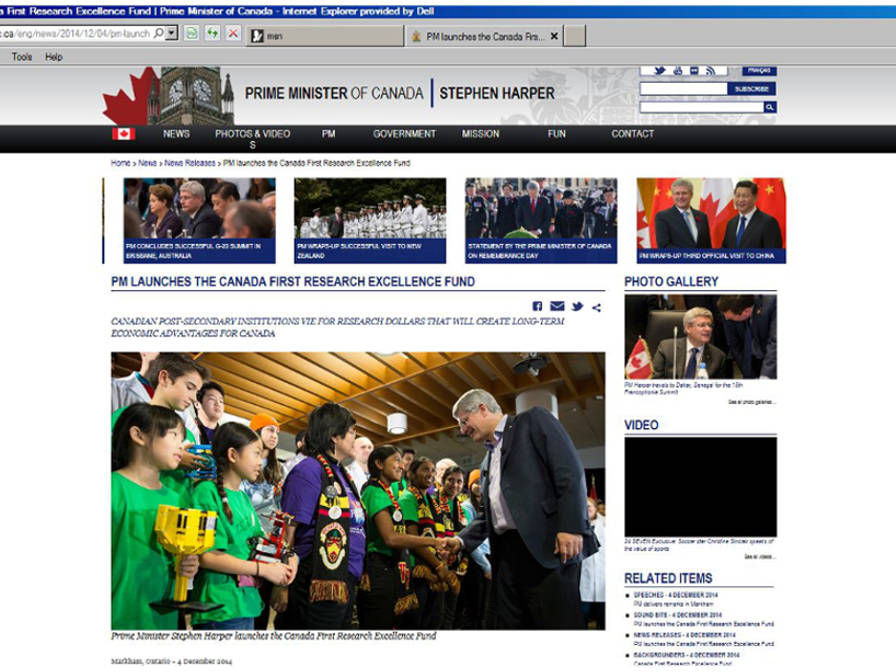 a First Research Excellence Fund | Prime Minister of Canada - Internet Explorer provided by Dell
c.ca/eng/news/2014/12/04/pm-launch
msn
PM launches the Canada Firs...
Tools Help
PRIME MINISTER OF CANADA | STEPHEN HARPER
FRANÇAIS
SUBSCRIBE
NEWS PHOTOS & VIDEO PM GOVERNMENT MISSION FUN CONTACT
S
Home > News > News Releases > PM launches the Canada First Research Excellence Fund
PM CONCLUDES SUCCESSFUL G-20 SUMMIT IN
BRISBANE, AUSTRALIA
PM WRAPS-UP SUCCESSFUL VISIT TO NEW
ZEALAND
STATEMENT BY THE PRIME MINISTER OF CANADA
ON REMEMBRANCE DAY
PM WRAPS-UP THIRD OFFICIAL VISIT TO CHINA
PM LAUNCHES THE CANADA FIRST RESEARCH EXCELLENCE FUND
CANADIAN POST-SECONDARY INSTITUTIONS VIE FOR RESEARCH DOLLARS THAT WILL CREATE LONG-TERM
ECONOMIC ADVANTAGES FOR CANADA
Prime Minister Stephen Harper launches the Canada First Research Excellence Fund
Markham, Ontario – 4 December 2014
PHOTO GALLERY
PM Harper travels to Dakar, Senegal for the 15th
Francophonie Summit
See all photo galleries...
VIDEO
24 SEVEN Exclusive: Soccer star Christine Sinclair speaks of
the value of sports
See all videos...
RELATED ITEMS
SPEECHES - 4 DECEMBER 2014
PM delivers remarks in Markham
SOUND BITE - 4 DECEMBER 2014
PM launches the Canada First Research Excellence Fund
NEWS RELEASES - 4 DECEMBER 2014
PM launches the Canada First Research Excellence Fund
BACKGROUNDERS - 4 DECEMBER 2014
Canada First Research Excellence Fund